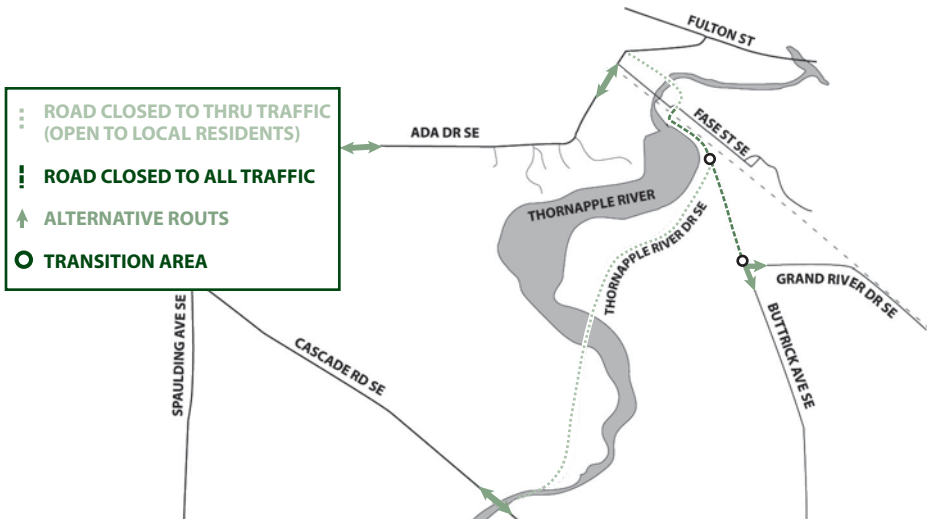 FULTON ST
ROAD CLOSED TO THRU TRAFFIC
(OPEN TO LOCAL RESIDENTS)
ROAD CLOSED TO ALL TRAFFIC
ALTERNATIVE ROUTS
TRANSITION AREA
ADA DR SE
FASE ST SE
THORNAPPLE RIVER
THORNAPPLE RIVER DR SE
GRAND RIVER DR SE
BUTTRICK AVE SE
SPAULDING AVE SE
CASCADE RD SE